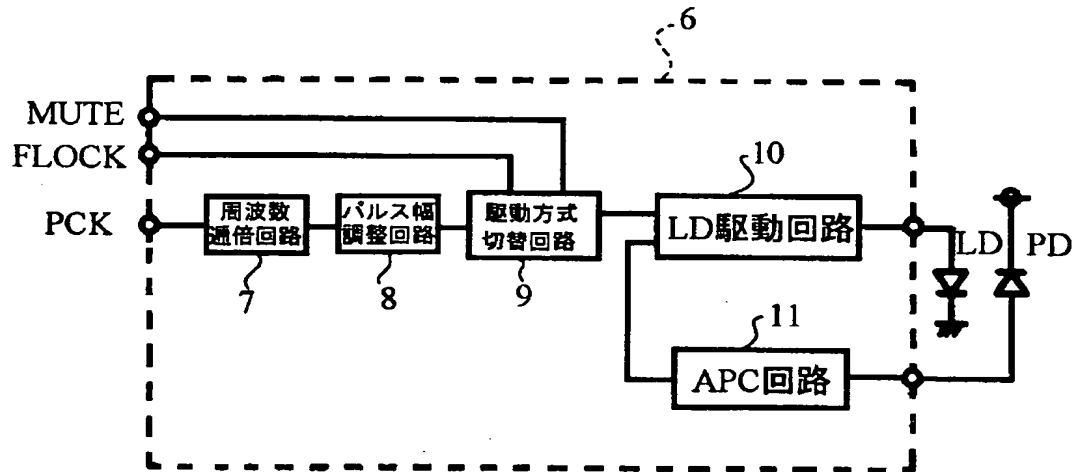 6
MUTE
FLOCK
PCK
周波数
逓倍回路
パルス幅
調整回路
駆動方式
切替回路
10
LD駆動回路
LD
PD
7
8
9
11
APC回路